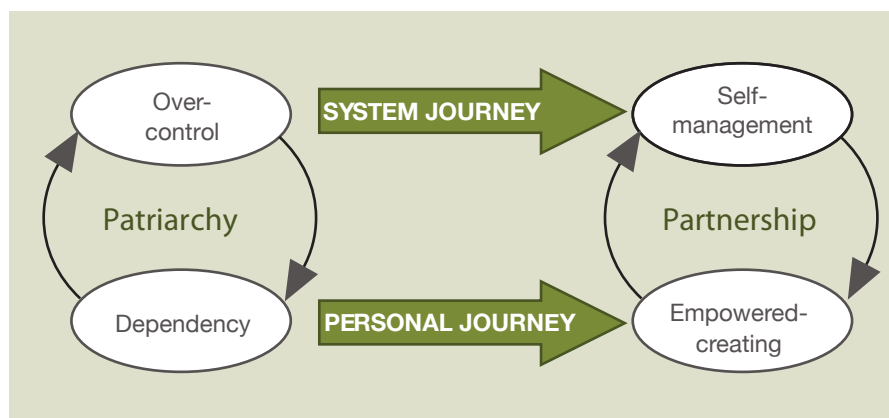 Over-
control
SYSTEM JOURNEY
Self-
management
Patriarchy
Partnership
Dependency
PERSONAL JOURNEY
Empowered-
creating